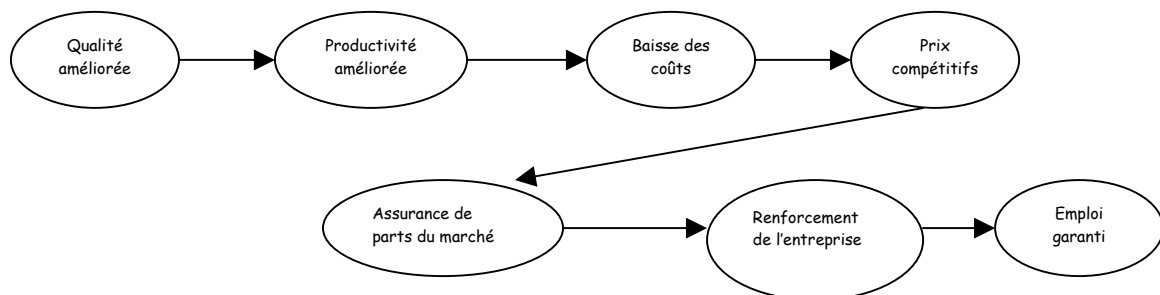 Qualité
améliorée
Productivité
améliorée
Baisse des
coûts
Prix
compétitifs
Assurance de
parts du marché
Renforcement
de l'entreprise
Emploi
garanti